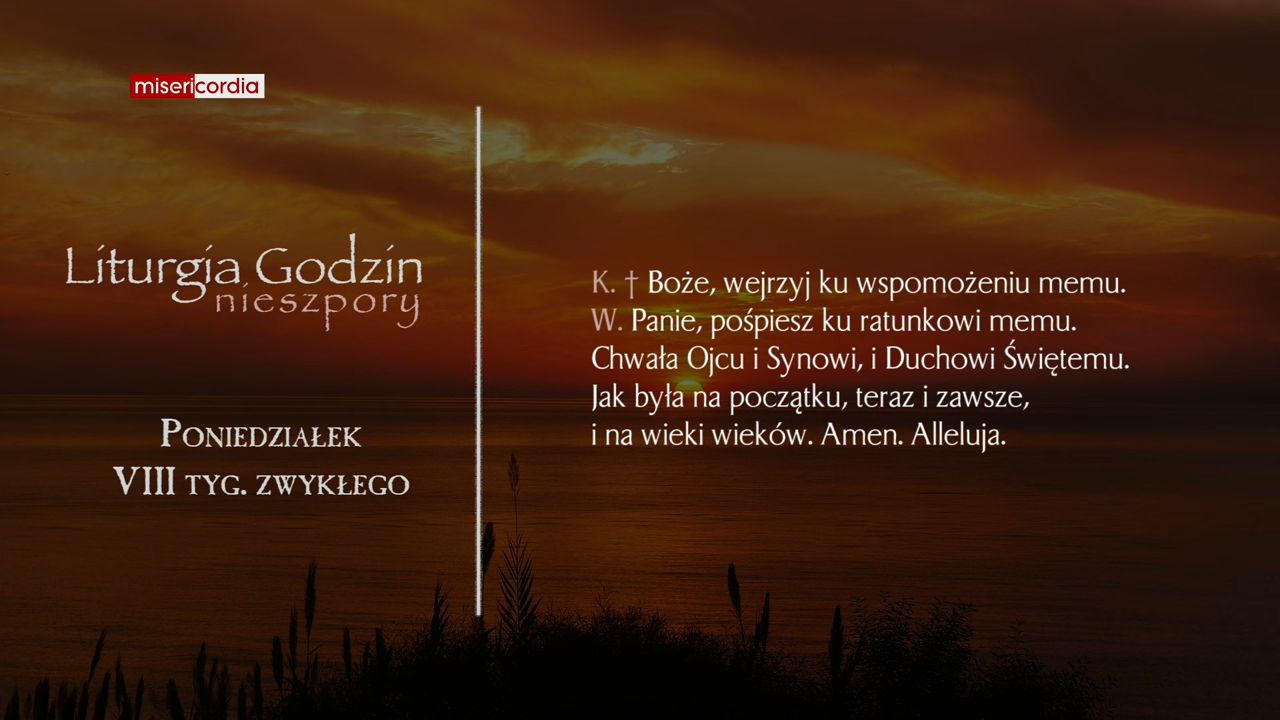 misericordia
Liturgia Godzin
nieszpory
Poniedziałek
VIII tyg. zwykłego
K. † Boże, wejrzyj ku wspomożeniu memu.
W. Panie, pośpiesz ku ratunkowi memu.
Chwała Ojcu i Synowi, i Duchowi Świętemu.
Jak była na początku, teraz i zawsze,
i na wieki wieków. Amen. Alleluja.